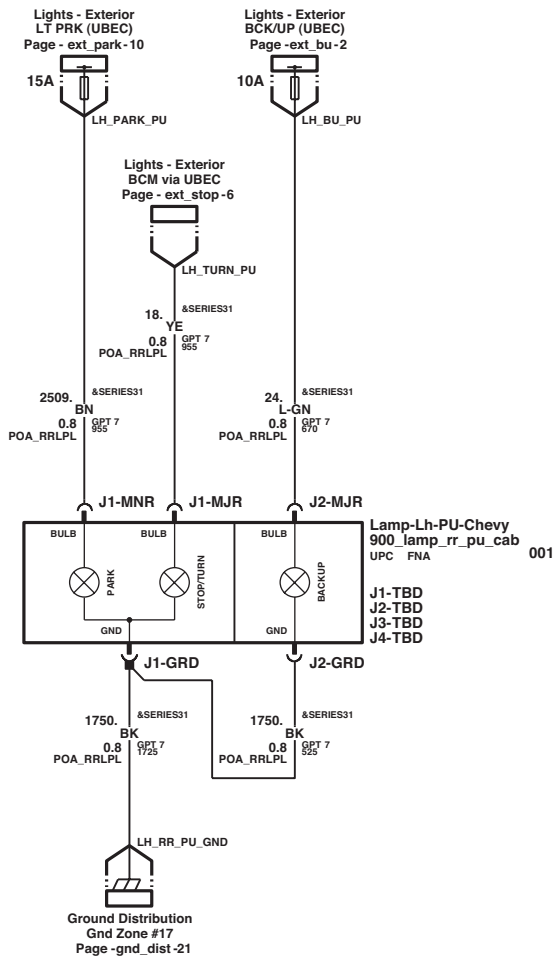 Lights - Exterior
LT PRK (UBEC)
Page - ext_park-10
Lights - Exterior
BCK/UP (UBEC)
Page -ext_bu-2
15A
10A
LH_PARK_PU
LH_BU_PU
Lights - Exterior
BCM via UBEC
Page - ext_stop-6
LH_TURN_PU
18.
&SERIES31
YE
0.8
GPT 7
955
POA_RRLPL
2509.
&SERIES31
BN
0.8
GPT 7
955
POA_RRLPL
24.
&SERIES31
L-GN
0.8
GPT 7
670
POA_RRLPL
J1-MNR
J1-MJR
J2-MJR
BULB
BULB
BULB
PARK
STOP/TURN
BACKUP
GND
GND
Lamp-Lh-PU-Chevy
900_lamp_rr_pu_cab
UPC FNA
001
J1-TBD
J2-TBD
J3-TBD
J4-TBD
J1-GRD
J2-GRD
1750.
&SERIES31
BK
0.8
GPT 7
1725
POA_RRLPL
1750.
&SERIES31
BK
0.8
GPT 7
525
POA_RRLPL
LH_RR_PU_GND
Ground Distribution
Gnd Zone #17
Page -gnd_dist-21